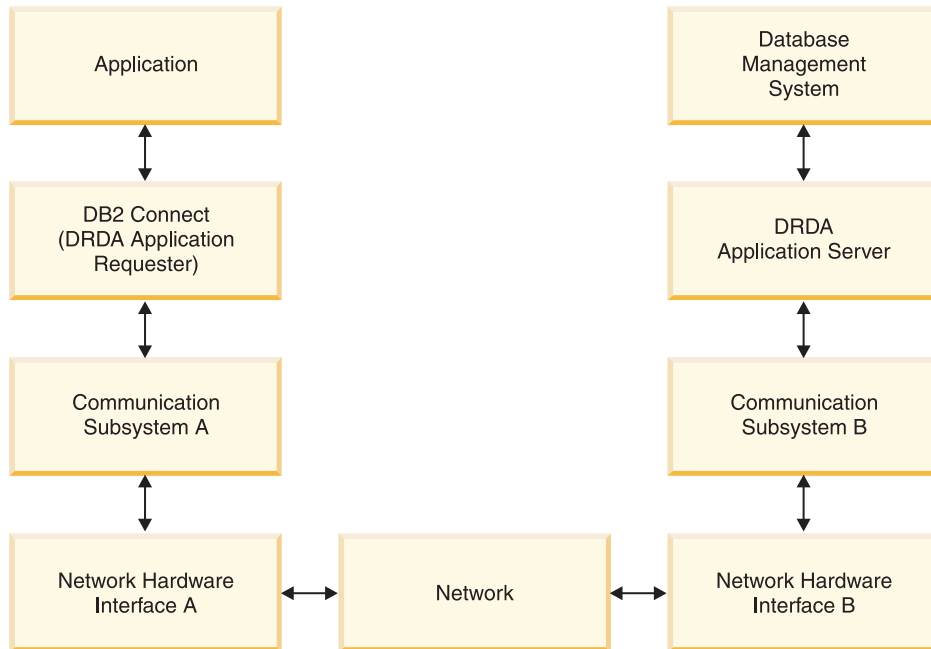 Application
Database
Management
System
DB2 Connect
(DRDA Application
Requester)
DRDA
Application Server
Communication
Subsystem A
Communication
Subsystem B
Network Hardware
Interface A
Network
Network Hardware
Interface B